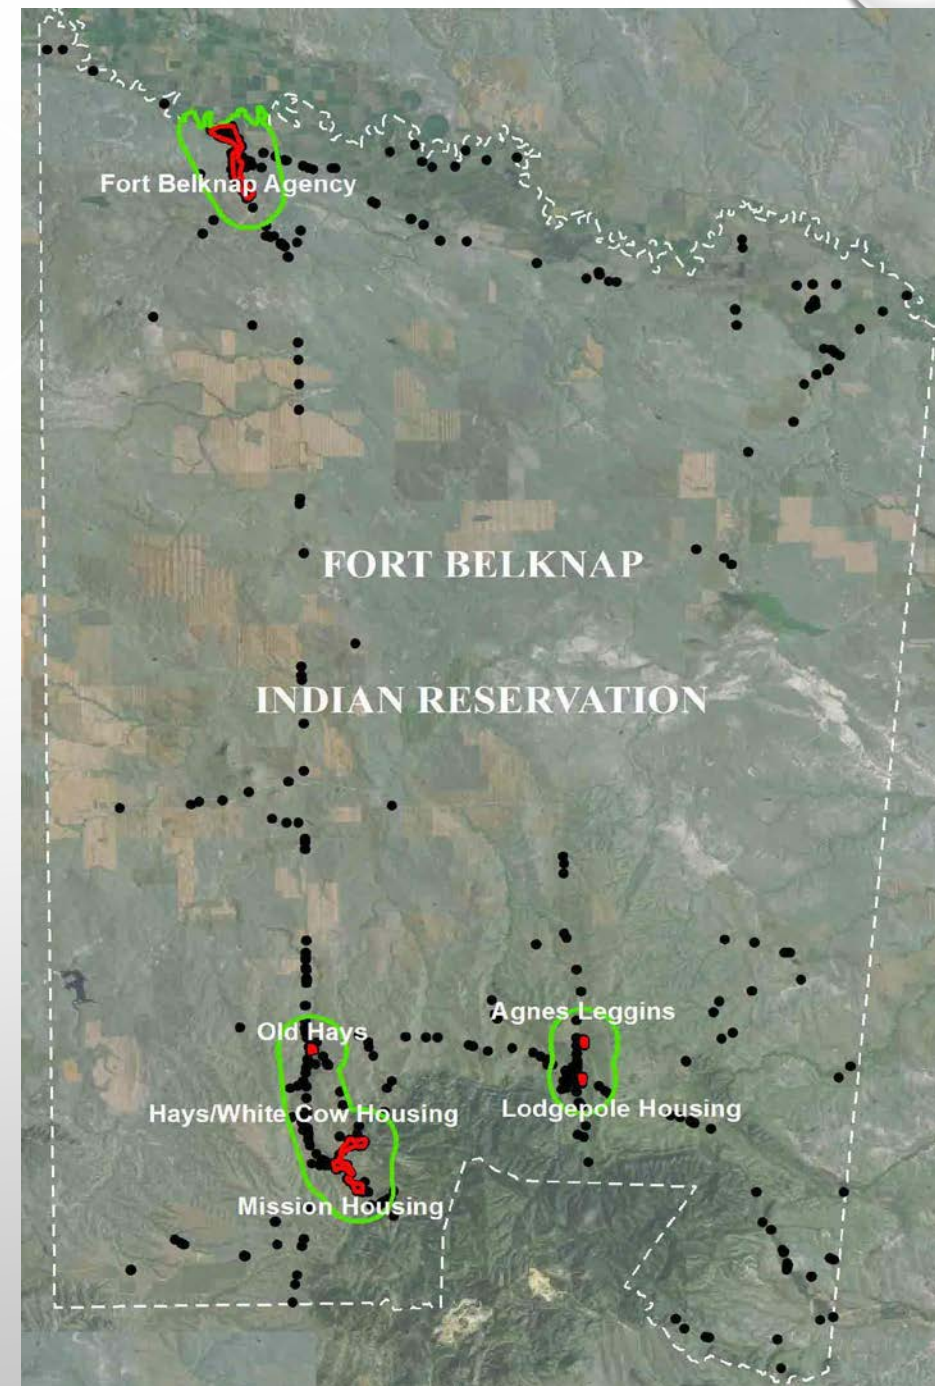 Fort Belknap Agency
FORT BELKNAP
INDIAN RESERVATION
Agnes Leggins
Old Hays
Lodgepole Housing
Hays/White Cow Housing
Mission Housing